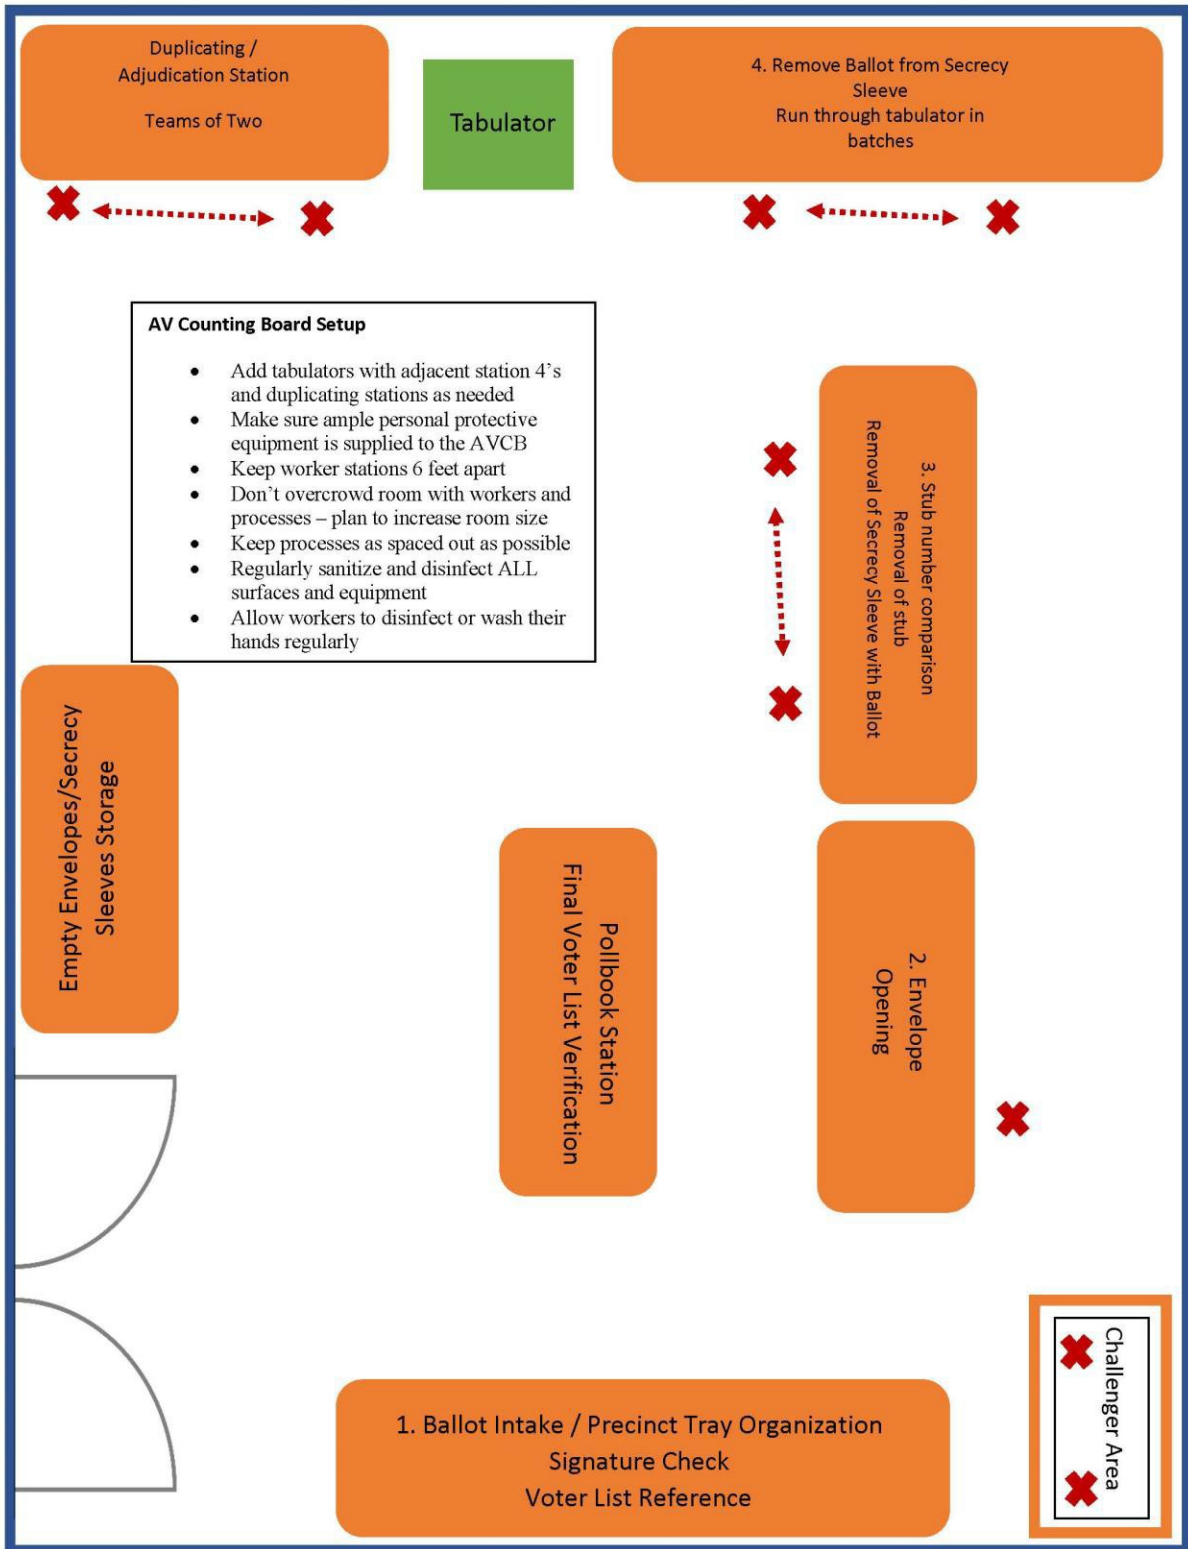 Duplicating /
Adjudication Station
Teams of Two
Tabulator
4. Remove Ballot from Secrecy
Sleeve
Run through tabulator in
batches
AV Counting Board Setup
• Add tabulators with adjacent station 4’s
and duplicating stations as needed
• Make sure ample personal protective
equipment is supplied to the AVCB
• Keep worker stations 6 feet apart
• Don’t overcrowd room with workers and
processes – plan to increase room size
• Keep processes as spaced out as possible
• Regularly sanitize and disinfect ALL
surfaces and equipment
• Allow workers to disinfect or wash their
hands regularly
3. Stub number comparison
Removal of stub
Removal of Secrecy Sleeve with Ballot
Empty Envelopes/Secrecy
Sleeves Storage
Pollbook Station
Final Voter List Verification
2. Envelope
Opening
Challenger Area
1. Ballot Intake / Precinct Tray Organization
Signature Check
Voter List Reference